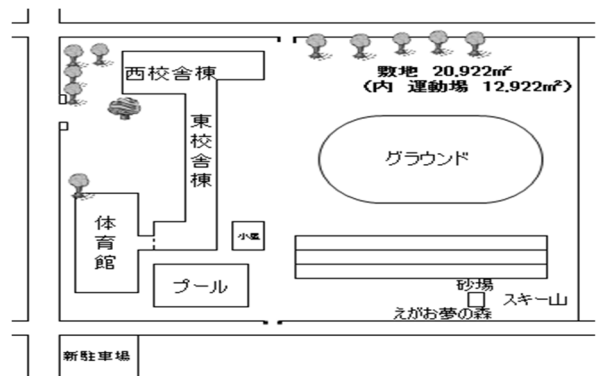 西校舎棟
敷地 20,922㎡
(内 運動場 12,922㎡)
東校舎棟
グラウンド
体育館
小屋
プール
砂場
スキー山
えがお夢の森
新駐車場